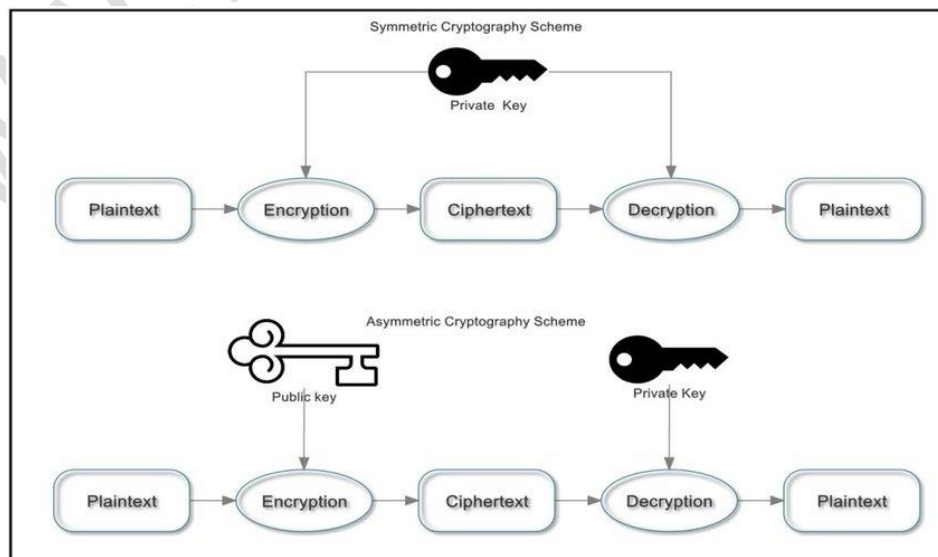 Symmetric Cryptography Scheme
Private Key
Plaintext Encryption Ciphertext Decryption Plaintext
Asymmetric Cryptography Scheme
Public key Private Key
Plaintext Encryption Ciphertext Decryption Plaintext